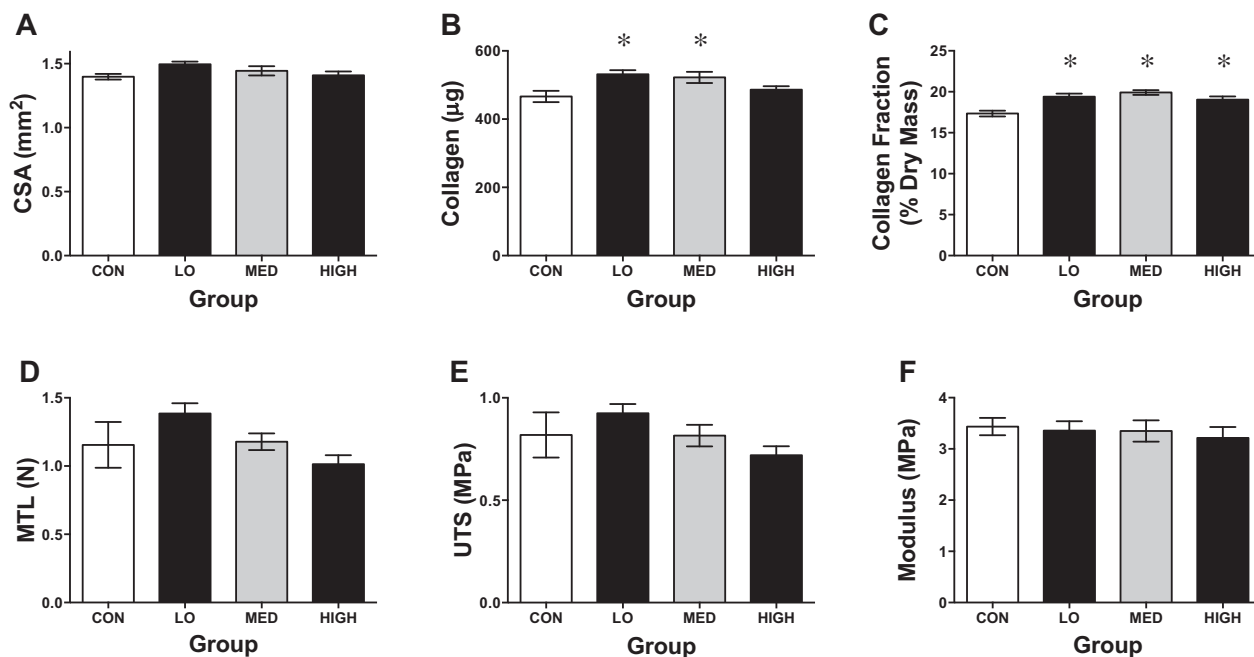 A
CSA (mm²)
1.5
1.0
0.5
0.0
CON LO MED HIGH
Group
B
Collagen (μg)
* *
600
400
200
0
CON LO MED HIGH
Group
C
Collagen Fraction
(% Dry Mass)
* * *
25
20
15
10
5
0
CON LO MED HIGH
Group
D
MTL (N)
1.5
1.0
0.5
0.0
CON LO MED HIGH
Group
E
UTS (MPa)
1.0
0.5
0.0
CON LO MED HIGH
Group
F
Modulus (MPa)
4
3
2
1
0
CON LO MED HIGH
Group